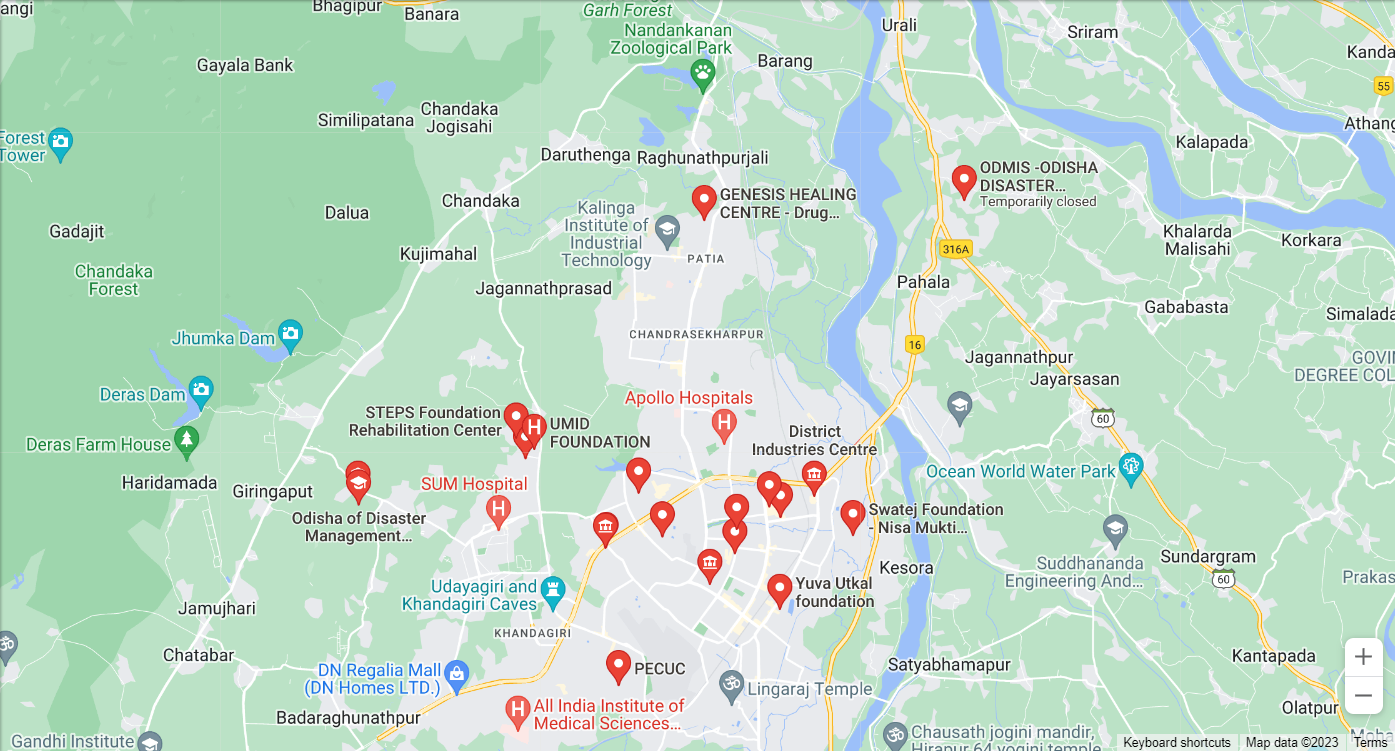 angi
Bhagipur
Banara
Garh Forest
Nandankanan
Zoological Park
Urali
Sriram
Kanda
Gayala Bank
Barang
55
Similipatana
Chandaka
Jogisahi
Athang
Forest
Tower
Daruthenga
Raghunathpurjali
Kalapada
ODMIS -ODISHA
DISASTER...
Temporarily closed
GENESIS HEALING
CENTRE - Drug...
Chandaka
Dalua
Kalinga
Institute of
Industrial
Technology
Gadajit
Khalarda
Malisahi
Korkara
Kujimahal
PATIA
316A
Chandaka
Forest
Jagannathprasad
Pahala
Gababasta
Simalada
Jhumka Dam
CHANDRASEKHARPUR
16
Jagannathpur
GOVIN
DEGREE COL
Jayarsasan
Deras Dam
Apollo Hospitals
STEPS Foundation
Rehabilitation Center
UMID
FOUNDATION
60
District
Industries Centre
Deras Farm House
Ocean World Water Park
Haridamada
Giringaput
SUM Hospital
Odisha of Disaster
Management...
Swatej Foundation
- Nisa Mukti...
Sundargram
Suddhananda
Engineering And...
Kesora
60
Prakas
Udayagiri and
Khandagiri Caves
Yuva Utkal
foundation
Jamujhari
KHANDAGIRI
Chatabar
Satyabhamapur
Kantapada
DN Regalia Mall
(DN Homes LTD.)
PECUC
Lingaraj Temple
Badaraghunathpur
All India Institute of
Medical Sciences...
Olatpur
Chausath jogini mandir,
Hirapur 64 yogini temple
Gandhi Institute
Keyboard shortcuts
Map data ©2023
Terms